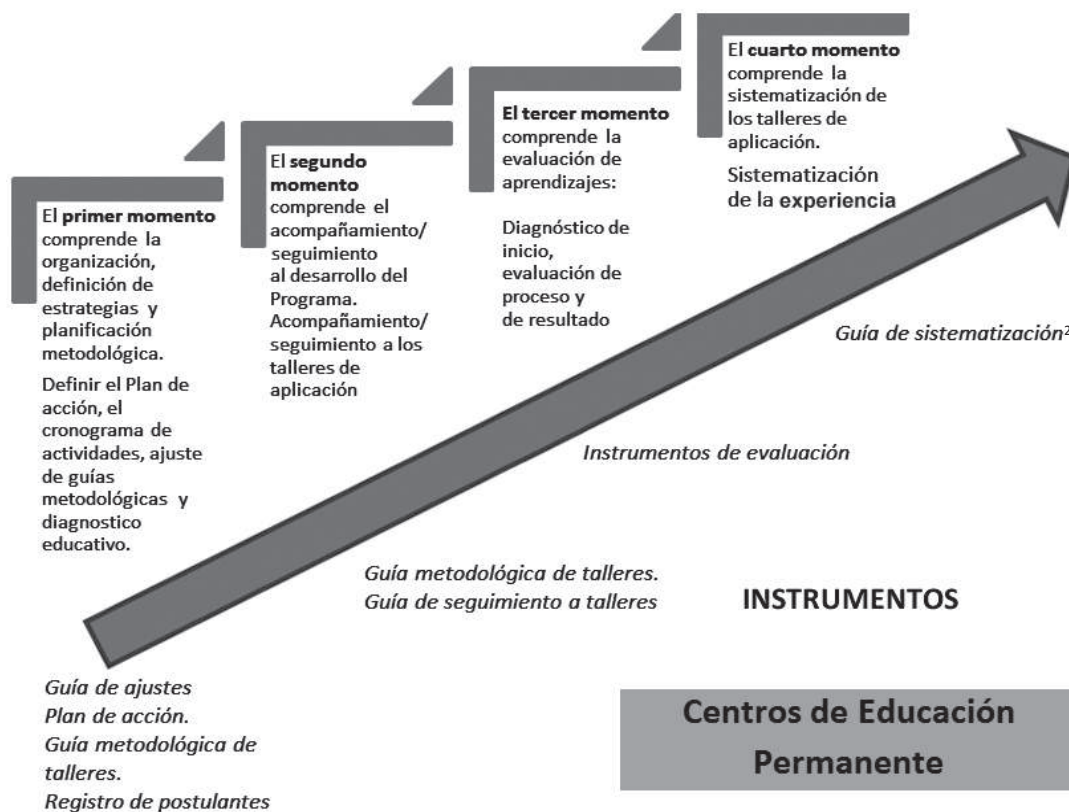 El primer momento
comprende la
organización,
definición de
estrategias y
planificación
metodológica.
Definir el Plan de
acción, el
cronograma de
actividades, ajuste
de guías
metodológicas y
diagnostico
educativo.
El segundo
momento
comprende el
acompañamiento/
seguimiento
al desarrollo del
Programa.
Acompañamiento/
seguimiento a los
talleres de
aplicación
El tercer momento
comprende la
evaluación de
aprendizajes:
Diagnóstico de
inicio,
evaluación de
proceso y
de resultado
El cuarto momento
comprende la
sistematización de
los talleres de
aplicación.
Sistematización
de la experiencia
Guía de sistematización²
Instrumentos de evaluación
Guía metodológica de talleres.
Guía de seguimiento a talleres
INSTRUMENTOS
Guía de ajustes
Plan de acción.
Guía metodológica de
talleres.
Registro de postulantes
Centros de Educación
Permanente